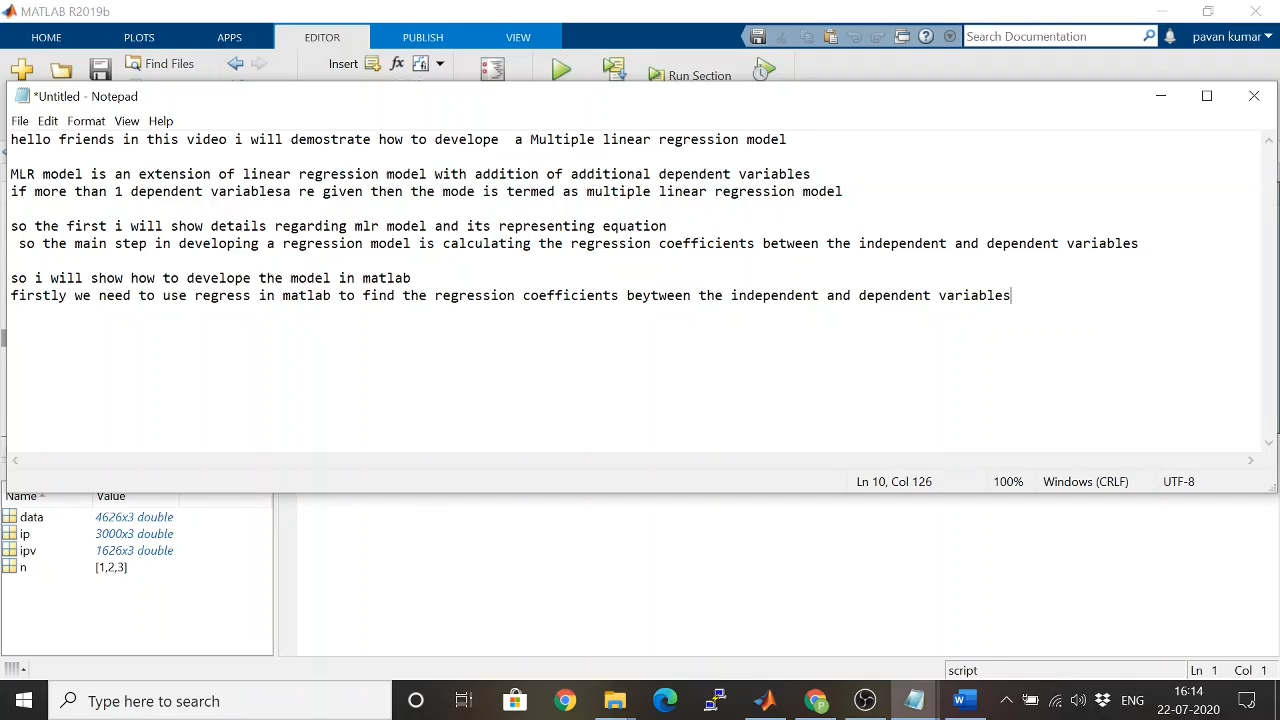 MATLAB R2019b
HOME PLOTS APPS EDITOR PUBLISH VIEW Search Documentation pavan kumar
Find Files Insert fx Run Section
*Untitled - Notepad
File Edit Format View Help
hello friends in this video i will demostrate how to develope  a Multiple linear regression model
MLR model is an extension of linear regression model with addition of additional dependent variables
if more than 1 dependent variablesa re given then the mode is termed as multiple linear regression model
so the first i will show details regarding mlr model and its representing equation
so the main step in developing a regression model is calculating the regression coefficients between the independent and dependent variables
so i will show how to develope the model in matlab
firstly we need to use regress in matlab to find the regression coefficients beytween the independent and dependent variables
Ln 10, Col 126 100% Windows (CRLF) UTF-8
Name Value
data 4626x3 double
ip 3000x3 double
ipv 1626x3 double
n [1,2,3]
script Ln 1 Col 1
Type here to search ENG 16:14
22-07-2020